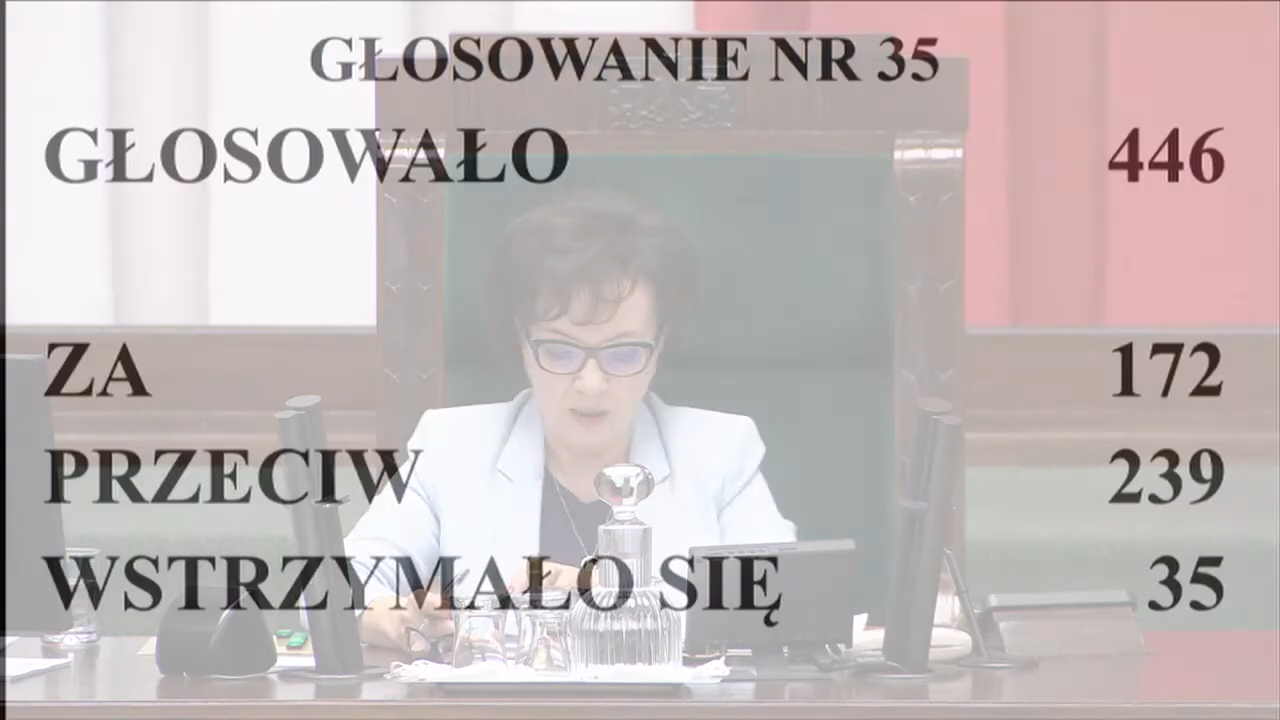 GŁOSOWANIE NR 35
GŁOSOWAŁO 446
ZA 172
PRZECIW 239
WSTRZYMAŁO SIĘ 35